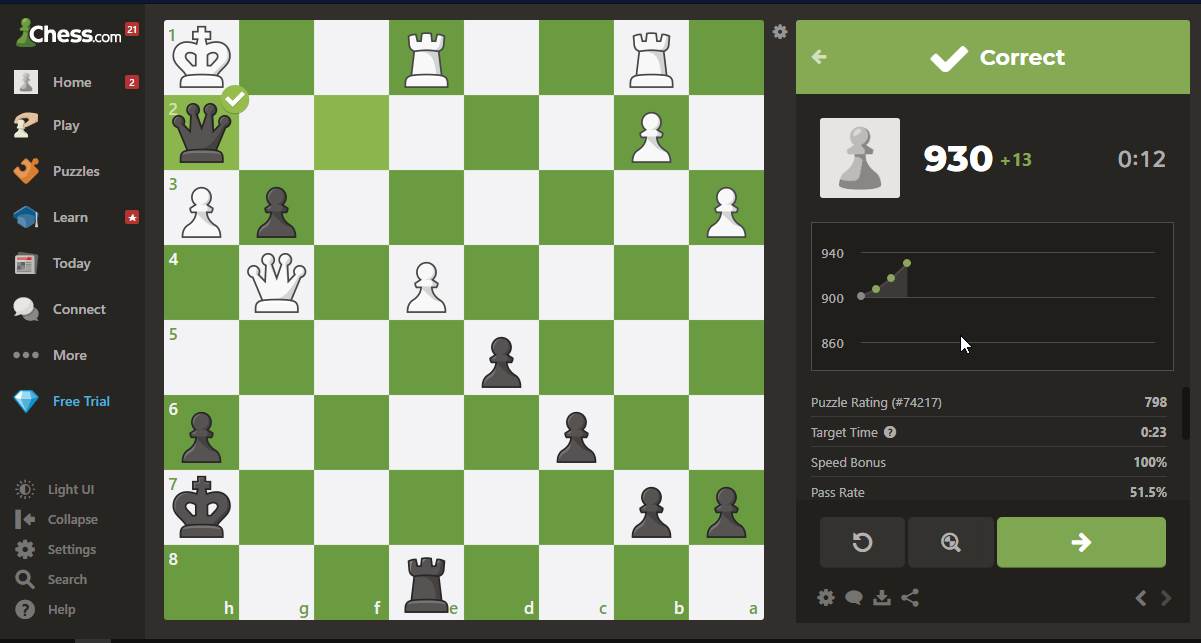 Chess.com 21
Home 2
Play
Puzzles
Learn
Today
Connect
More
Free Trial
Light UI
Collapse
Settings
Search
? Help
1
2
3
4
5
6
7
8
h g f e d c b a
Correct
930 +13 0:12
940
900
860
Puzzle Rating (#74217) 798
Target Time ? 0:23
Speed Bonus 100%
Pass Rate 51.5%